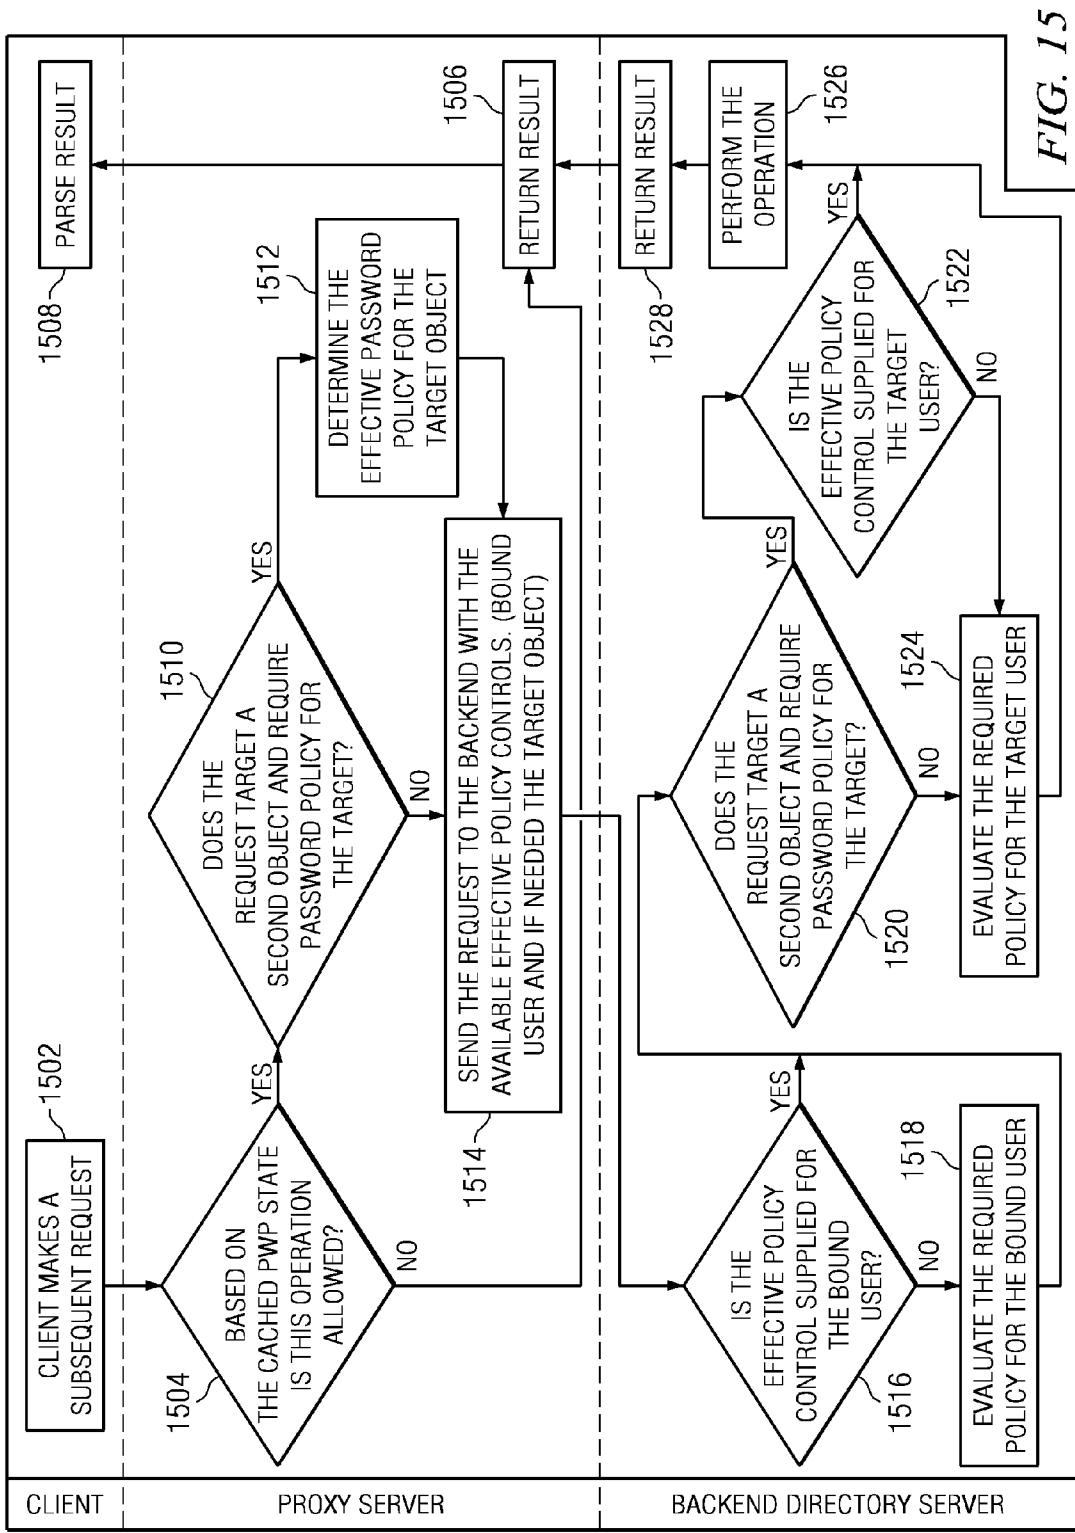 CLIENT
CLIENT MAKES A
SUBSEQUENT REQUEST
1502
PARSE RESULT
1508
PROXY SERVER
1504
BASED ON
THE CACHED PWP STATE
IS THIS OPERATION
ALLOWED?
YES
NO
1510
DOES THE
REQUEST TARGET A
SECOND OBJECT AND REQUIRE
PASSWORD POLICY FOR
THE TARGET?
YES
NO
1512
DETERMINE THE
EFFECTIVE PASSWORD
POLICY FOR THE
TARGET OBJECT
1514
SEND THE REQUEST TO THE BACKEND WITH THE
AVAILABLE EFFECTIVE POLICY CONTROLS. (BOUND
USER AND IF NEEDED THE TARGET OBJECT)
1506
RETURN RESULT
BACKEND DIRECTORY SERVER
IS THE
EFFECTIVE POLICY
CONTROL SUPPLIED FOR
THE BOUND
USER?
1516
YES
NO
1518
EVALUATE THE REQUIRED
POLICY FOR THE BOUND USER
DOES THE
REQUEST TARGET A
SECOND OBJECT AND REQUIRE
PASSWORD POLICY FOR
THE TARGET?
1520
YES
NO
1524
EVALUATE THE REQUIRED
POLICY FOR THE TARGET USER
IS THE
EFFECTIVE POLICY
CONTROL SUPPLIED FOR
THE TARGET
USER?
1522
YES
NO
RETURN RESULT
1528
PERFORM THE
OPERATION
1526
FIG. 15